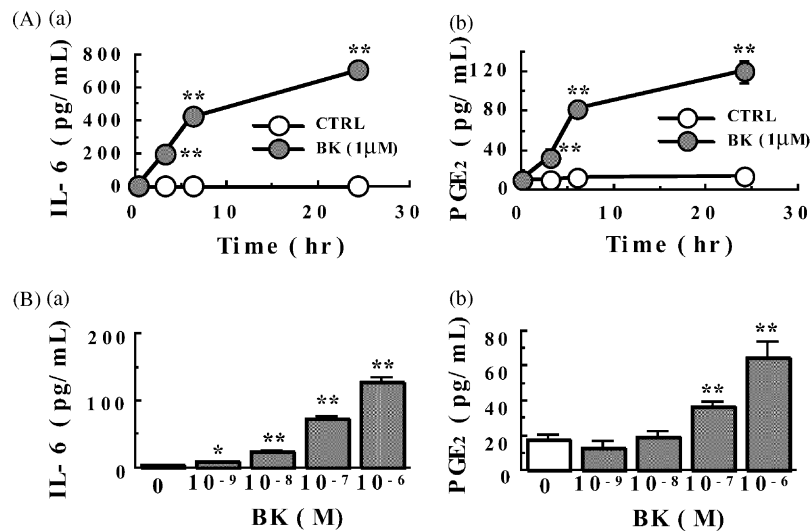 (A) (a)
IL- 6 ( pg/ mL)
800
600
400
200
0
**
**
**
CTRL
BK ( 1μM)
0 10 20 30
Time ( hr)
(b)
PGE2 ( pg/ mL)
120
80
40
0
**
**
**
CTRL
BK ( 1μM)
0 10 20 30
Time ( hr)
(B) (a)
IL- 6 ( pg/ mL)
200
100
0
*
**
**
**
0 10-9 10-8 10-7 10-6
BK ( M)
(b)
PGE2 ( pg/ mL)
80
60
40
20
0
**
**
0 10-9 10-8 10-7 10-6
BK ( M)